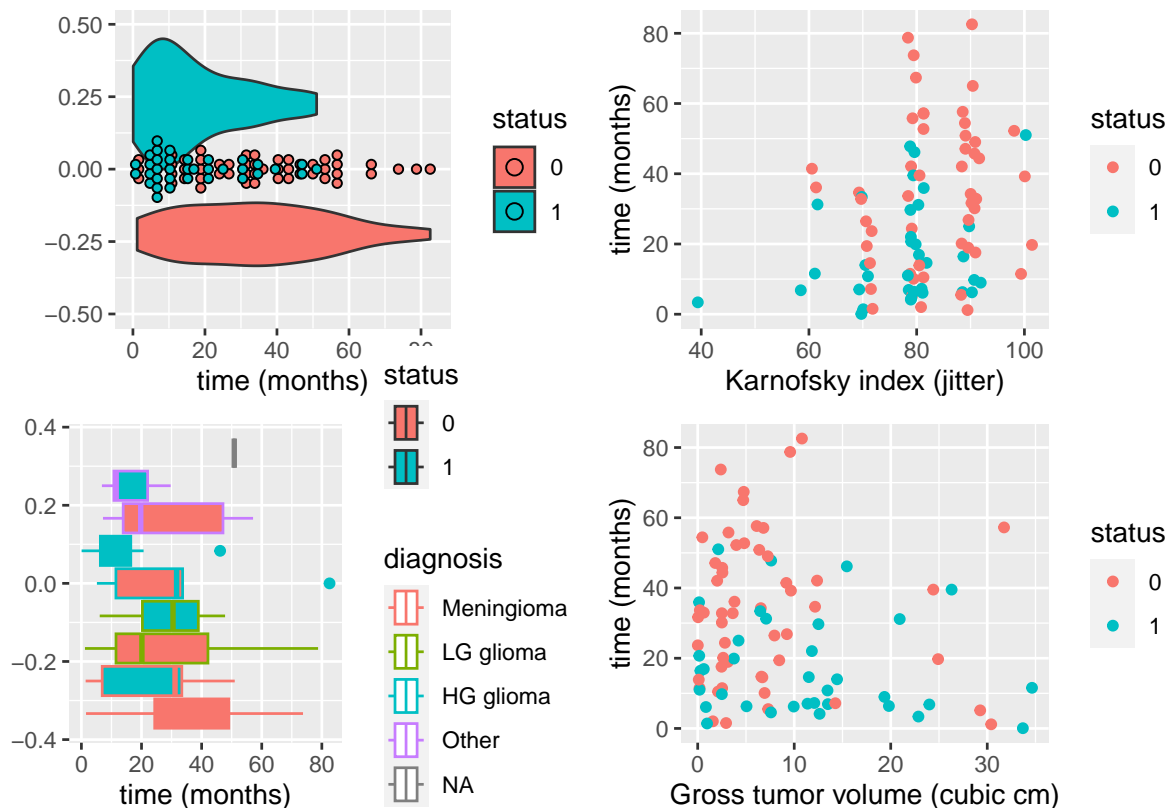 0.50
0.25
0.00
−0.25
−0.50
0 20 40 60 80
time (months)
status
0
1
80
60
40
20
0
time (months)
40 60 80 100
Karnofsky index (jitter)
status
0
1
0.4
0.2
0.0
−0.2
−0.4
0 20 40 60 80
time (months)
status
0
1
diagnosis
Meningioma
LG glioma
HG glioma
Other
NA
80
60
40
20
0
time (months)
0 10 20 30
Gross tumor volume (cubic cm)
status
0
1